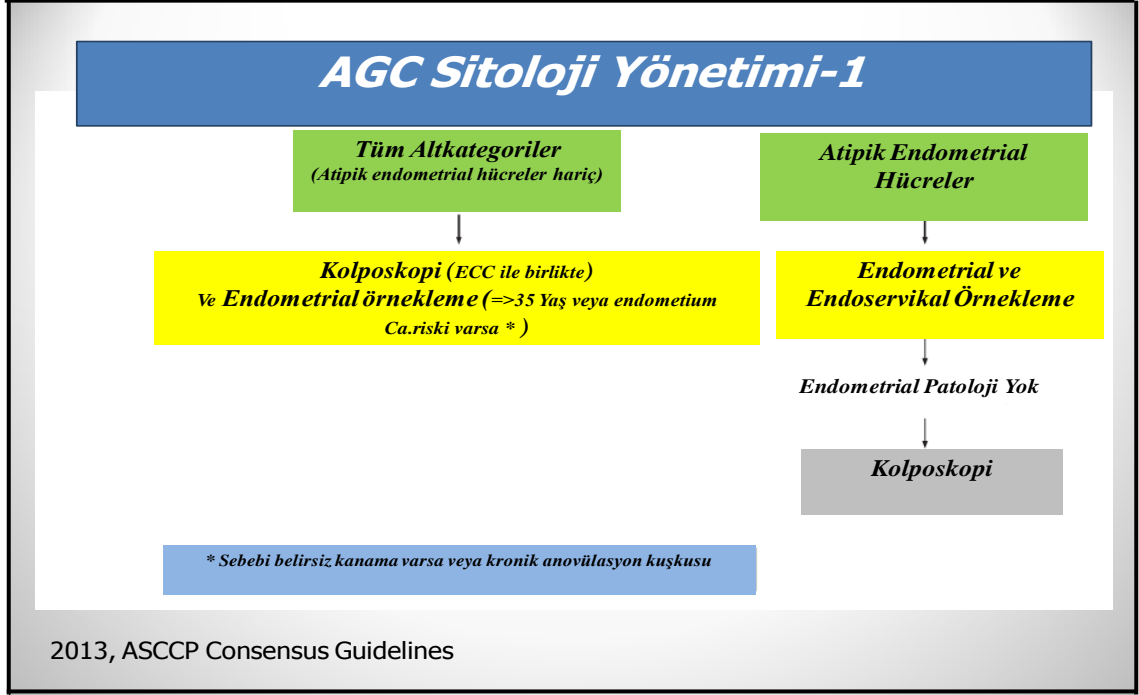 AGC Sitoloji Yönetimi-1
Tüm Altkategoriler
(Atipik endometrial hücreler hariç)
Kolposkopi (ECC ile birlikte)
Ve Endometrial örnekleme (=>35 Yaş veya endometium
Ca.riski varsa * )
Atipik Endometrial
Hücreler
Endometrial ve
Endoservikal Örnekleme
Endometrial Patoloji Yok
Kolposkopi
* Sebebi belirsiz kanama varsa veya kronik anovülasyon kuşkusu
2013, ASCCP Consensus Guidelines